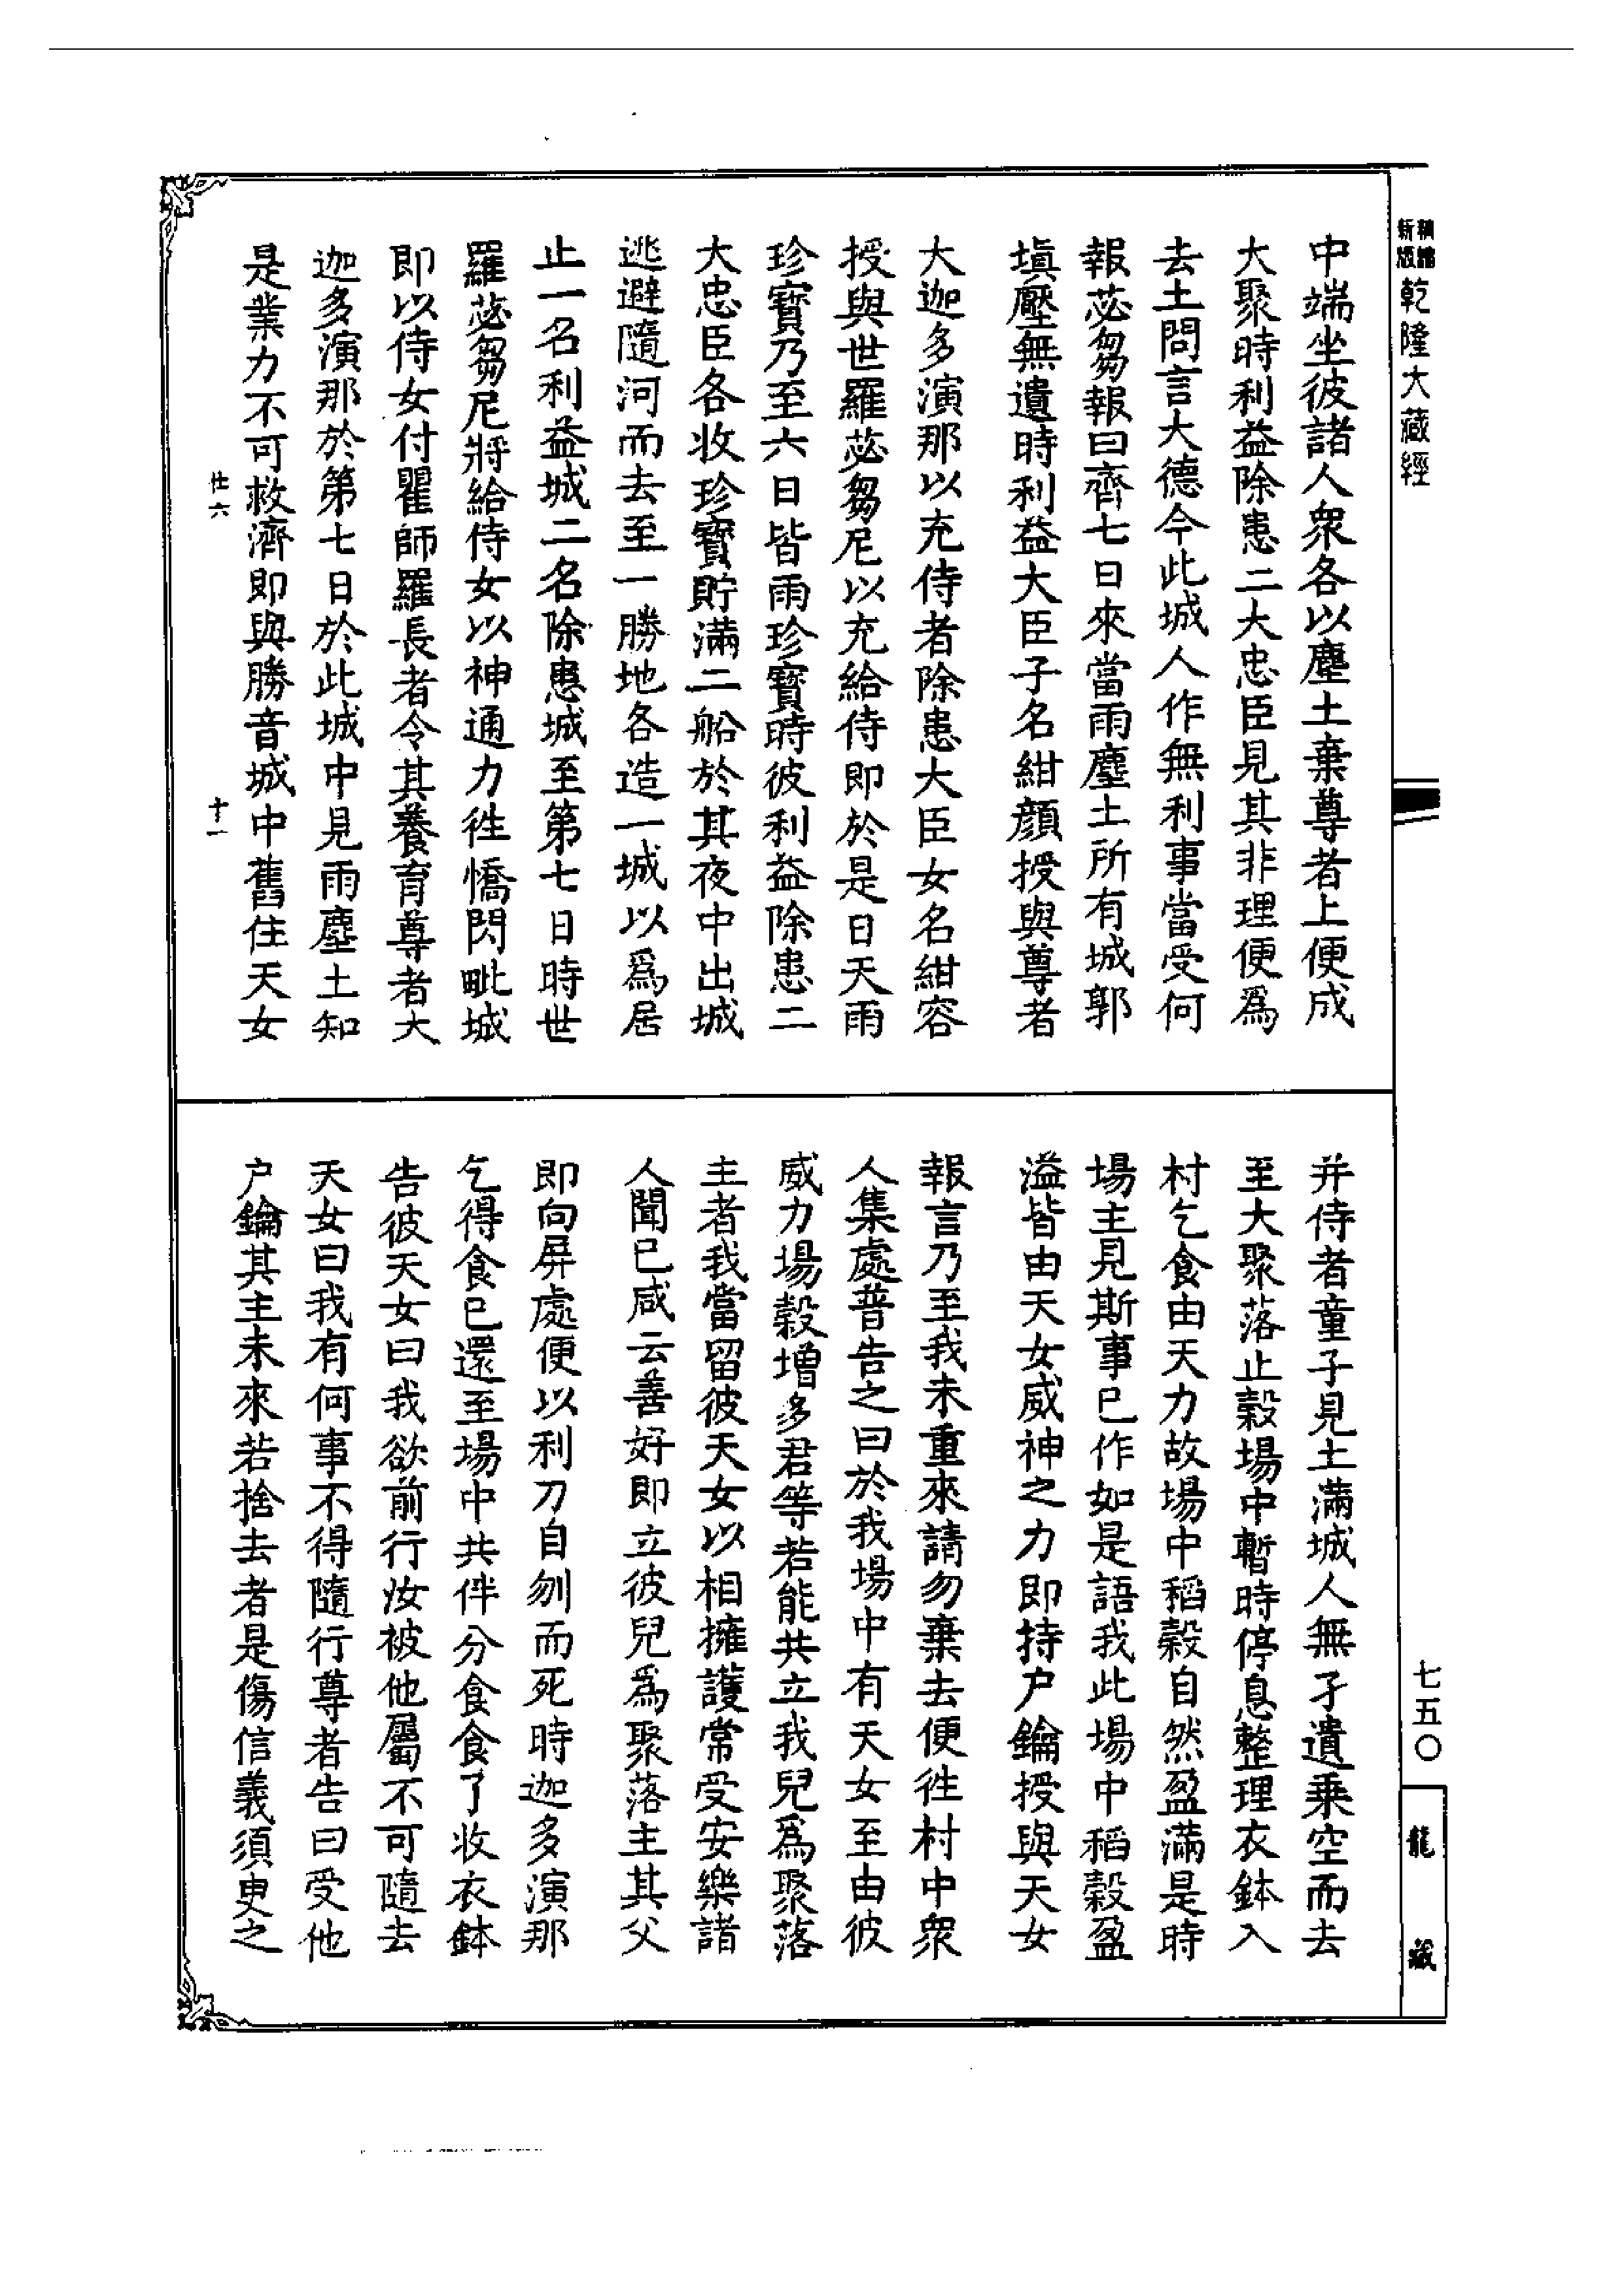 新版精縮乾隆大藏經
七五〇
龍藏
中端坐彼諸人衆各以塵土棄尊者上便成
大聚時利益除患二大忠臣見其非理便爲
去土問言大德今此城人作無利事當受何
報苾芻報曰齊七日來當雨塵土所有城郭
塡壓無遺時利益大臣子名紺顏授與尊者
大迦多演那以充侍者除患大臣女名紺容
授與世羅苾芻尼以充給侍即於是日天雨
珍寶乃至六日皆雨珍寶時彼利益除患二
大忠臣各收珍寶貯滿二船於其夜中出城
逃避隨河而去至一勝地各造一城以爲居
止一名利益城二名除患城至第七日時世
羅苾芻尼將給侍女以神通力徃憍閃毗城
即以侍女付瞿師羅長者令其養育尊者大
迦多演那於第七日於此城中見雨塵土知
是業力不可救濟即與勝音城中舊住天女
仕六
十一
并侍者童子見土滿城人無孑遺乘空而去
至大聚落止穀場中暫時停息整理衣鉢入
村乞食由天力故場中稻穀自然盈滿是時
場主見斯事已作如是語我此場中稻穀盈
溢皆由天女威神之力即持户鑰授與天女
報言乃至我未重來請勿棄去便徃村中衆
人集處普告之曰於我場中有天女至由彼
威力場穀增多君等若能共立我兒爲聚落
主者我當留彼天女以相擁護常受安樂諸
人聞已咸云善好即立彼兒爲聚落主其父
即向屏處便以利刀自刎而死時迦多演那
乞得食已還至場中共伴分食食了收衣鉢
告彼天女曰我欲前行汝被他屬不可隨去
天女曰我有何事不得隨行尊者告曰受他
户鑰其主未來若捨去者是傷信義須臾之